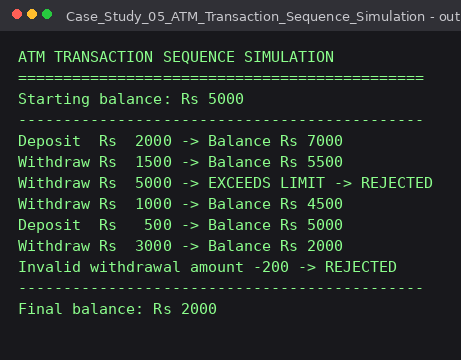 Case_Study_05_ATM_Transaction_Sequence_Simulation - out
ATM TRANSACTION SEQUENCE SIMULATION
=============================================
Starting balance: Rs 5000
---------------------------------------------
Deposit  Rs  2000 -> Balance Rs 7000
Withdraw Rs  1500 -> Balance Rs 5500
Withdraw Rs  5000 -> EXCEEDS LIMIT -> REJECTED
Withdraw Rs  1000 -> Balance Rs 4500
Deposit  Rs   500 -> Balance Rs 5000
Withdraw Rs  3000 -> Balance Rs 2000
Invalid withdrawal amount -200 -> REJECTED
---------------------------------------------
Final balance: Rs 2000